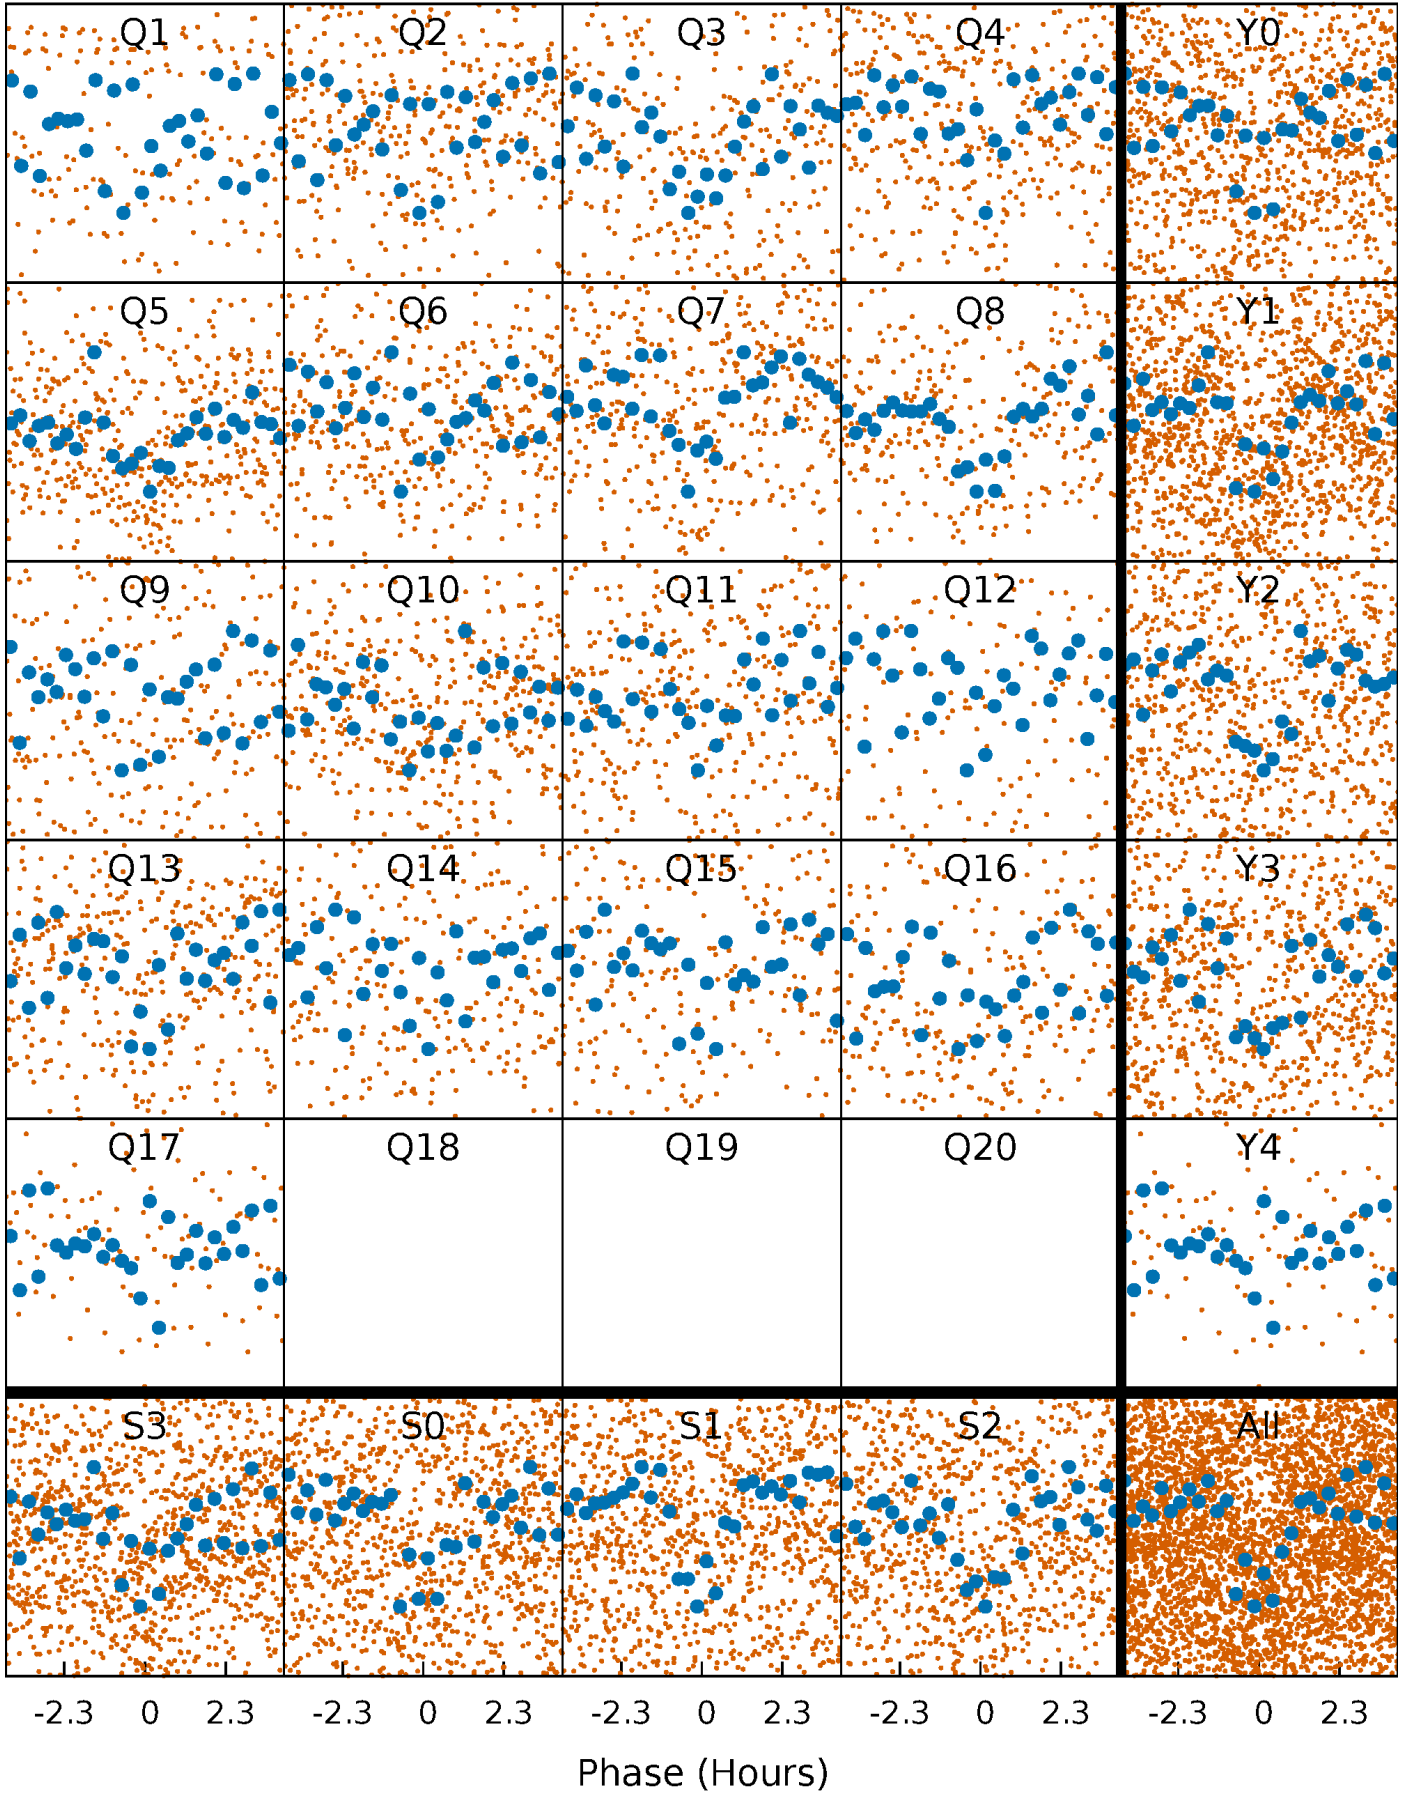 Q1 Q2 Q3 Q4 Y0
Q5 Q6 Q7 Q8 Y1
Q9 Q10 Q11 Q12 Y2
Q13 Q14 Q15 Q16 Y3
Q17 Q18 Q19 Q20 Y4
S3 S0 S1 S2 All
-2.3 0 2.3 -2.3 0 2.3 -2.3 0 2.3 -2.3 0 2.3 -2.3 0 2.3
Phase (Hours)